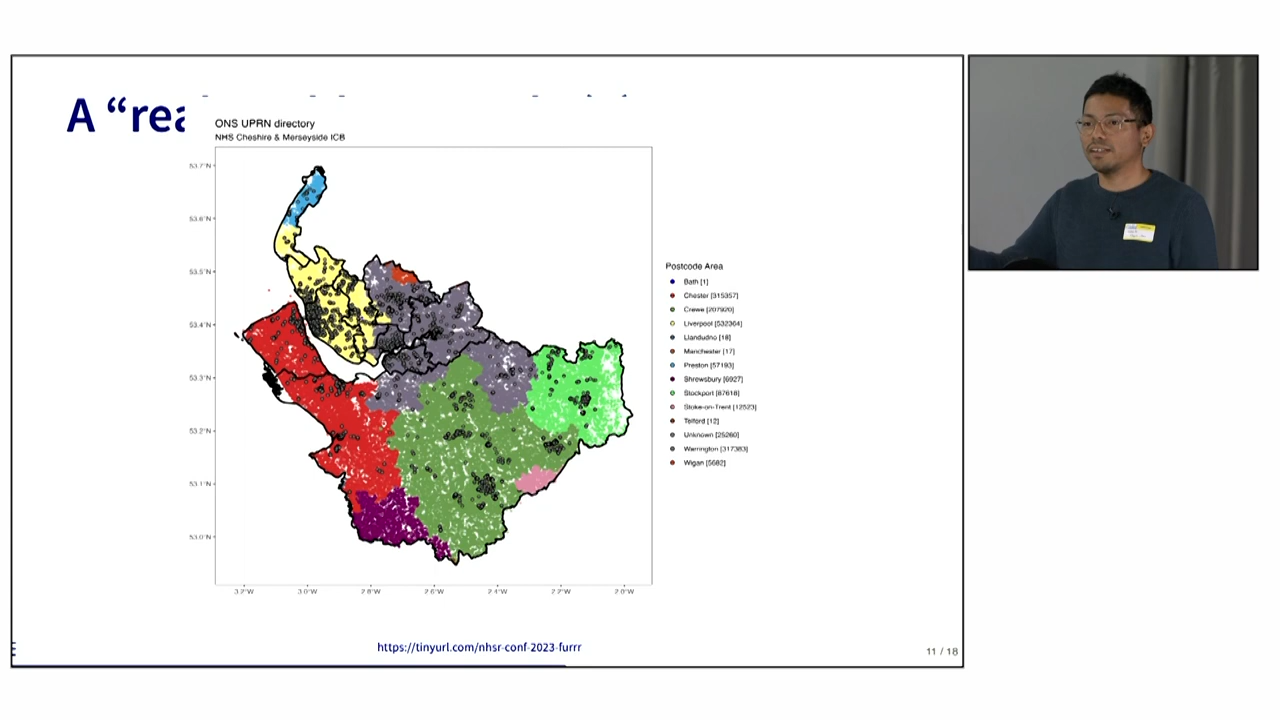 A “rea
ONS UPRN directory
NHS Cheshire & Merseyside ICB
53.7°N
53.6°N
53.5°N
53.4°N
53.3°N
53.2°N
53.1°N
53.0°N
3.2°W 3.0°W 2.8°W 2.6°W 2.4°W 2.2°W 2.0°W
Postcode Area
Bath [1]
Chester [315357]
Crewe [207920]
Liverpool [532364]
Llandudno [18]
Manchester [17]
Preston [57193]
Shrewsbury [6927]
Stockport [87618]
Stoke-on-Trent [12523]
Telford [12]
Unknown [25260]
Warrington [317383]
Wigan [5682]
https://tinyurl.com/nhsr-conf-2023-furrr
11 / 18